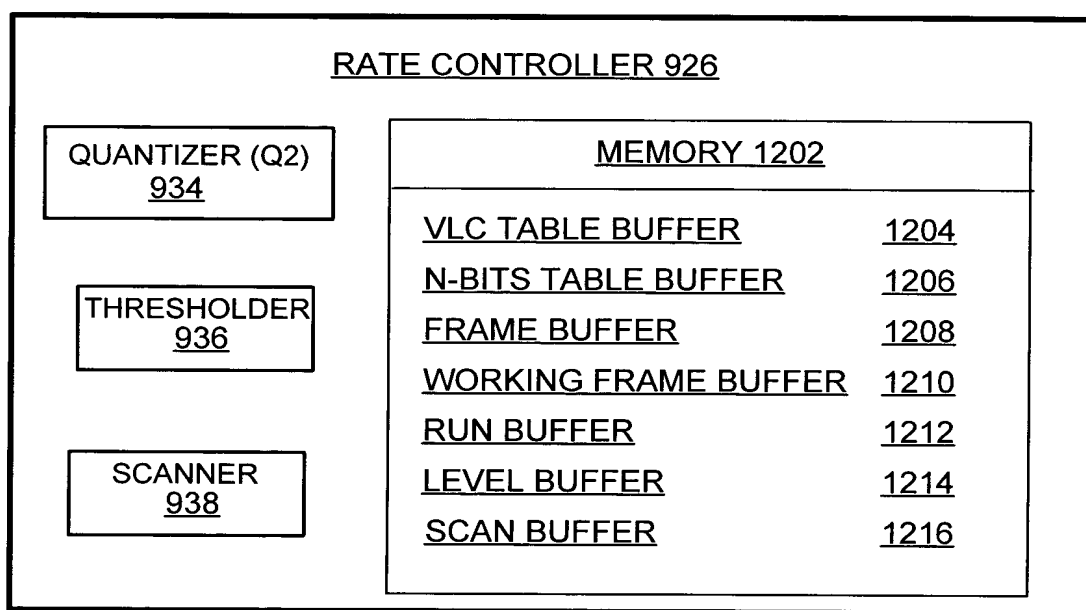 RATE CONTROLLER 926
QUANTIZER (Q2)
934
THRESHOLDER
936
SCANNER
938
MEMORY 1202
VLC TABLE BUFFER 1204
N-BITS TABLE BUFFER 1206
FRAME BUFFER 1208
WORKING FRAME BUFFER 1210
RUN BUFFER 1212
LEVEL BUFFER 1214
SCAN BUFFER 1216